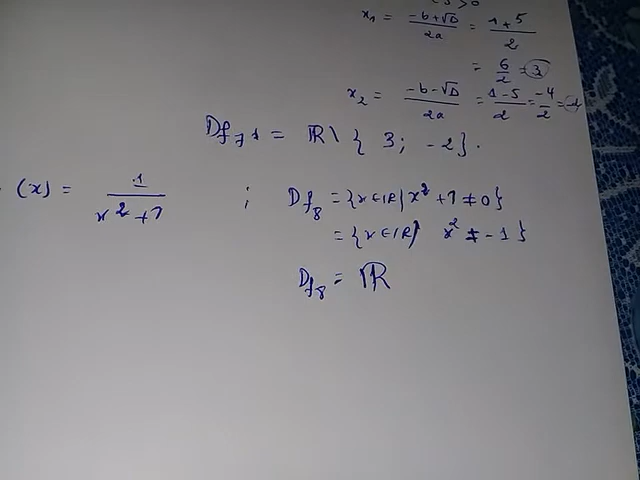 x₁ = (-b+√Δ)/2a = (1+5)/2
= 6/2 = 3
x₂ = (-b-√Δ)/2a = (1-5)/2 = -4/2 =
Df₇ = ℝ \ { 3; -2}.
(x) = 1/(x²+1) ; Df₈ = {x∈ℝ/ x²+1≠0}
= {x∈ℝ/ x² ≠ -1}
Df₈ = ℝ